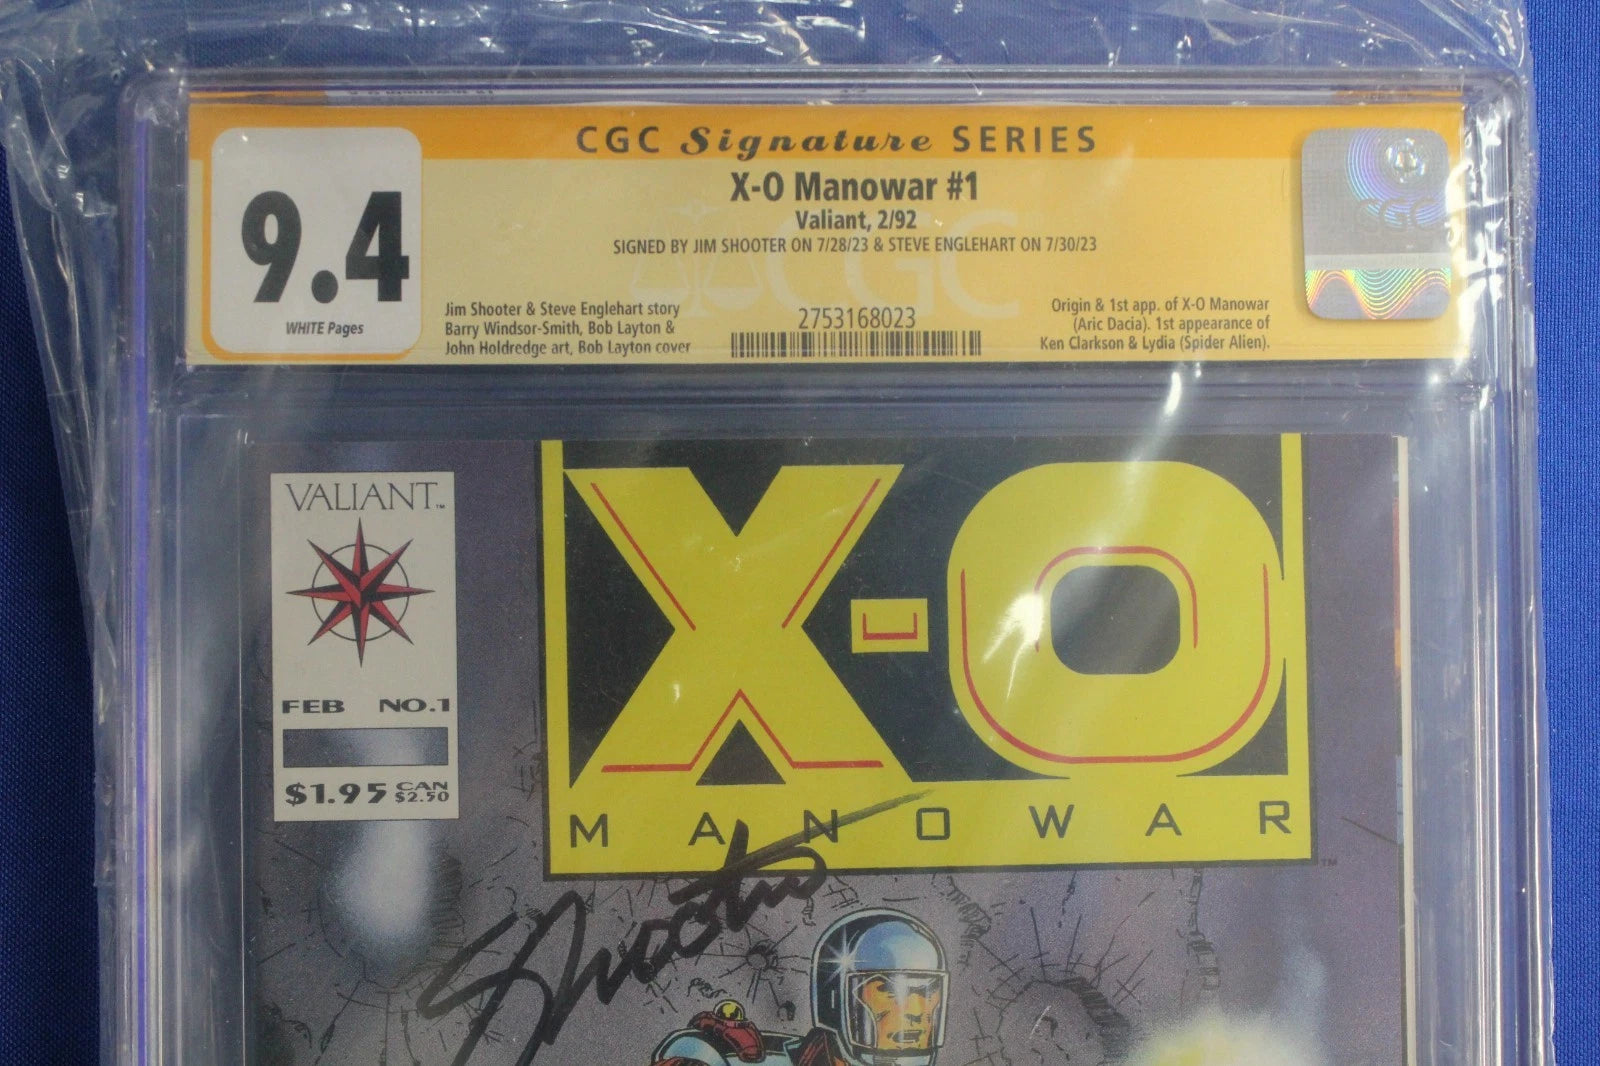 CGC Signature SERIES
9.4
WHITE Pages
X-O Manowar #1
Valiant, 2/92
SIGNED BY JIM SHOOTER ON 7/28/23 & STEVE ENGLEHART ON 7/30/23
Jim Shooter & Steve Englehart story
Barry Windsor-Smith, Bob Layton &
John Holdredge art, Bob Layton cover
2753168023
Origin & 1st app. of X-O Manowar
(Aric Dacia). 1st appearance of
Ken Clarkson & Lydia (Spider Alien).
CGC
VALIANT™
FEB NO.1
$1.95 CAN $2.50
X-O
MANOWAR™